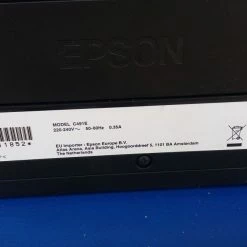 EPSON
MODEL C491E
220-240V~ 50-60Hz 0.35A
EU Importer : Epson Europe B.V.
Atlas Arena, Asia Building, Hoogoorddreef 5, 1101 BA Amsterdam
The Netherlands